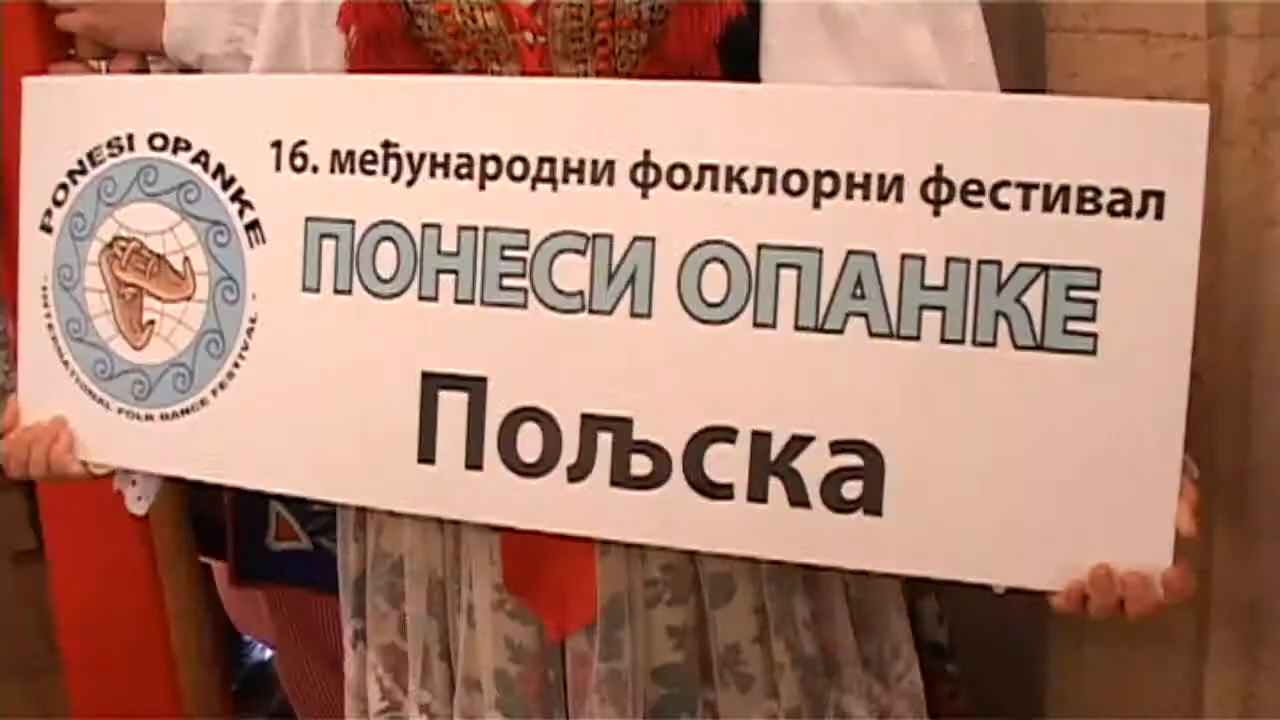 PONESI OPANKE
- INTERNATIONAL FOLK DANCE FESTIVAL -
16. међународни фолклорни фестивал
ПОНЕСИ ОПАНКЕ
Пољска